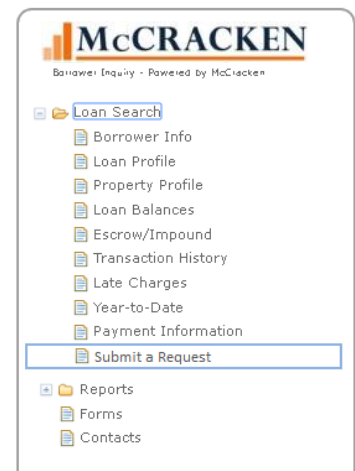 McCRACKEN
Borrower Inquiry - Powered by McCracken
Loan Search
Borrower Info
Loan Profile
Property Profile
Loan Balances
Escrow/Impound
Transaction History
Late Charges
Year-to-Date
Payment Information
Submit a Request
Reports
Forms
Contacts